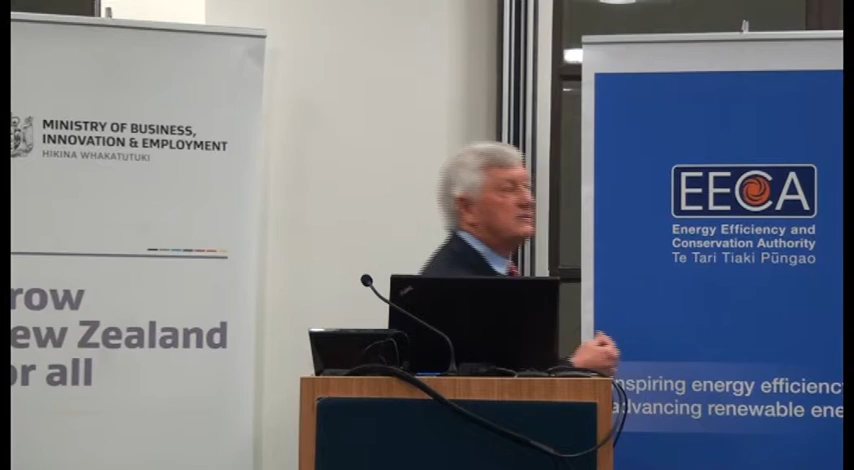 MINISTRY OF BUSINESS,
INNOVATION & EMPLOYMENT
HIKINA WHAKATUTUKI
row
ew Zealand
or all
EECA
Energy Efficiency and
Conservation Authority
Te Tari Tiaki Pūngao
nspiring energy efficienc
advancing renewable ene